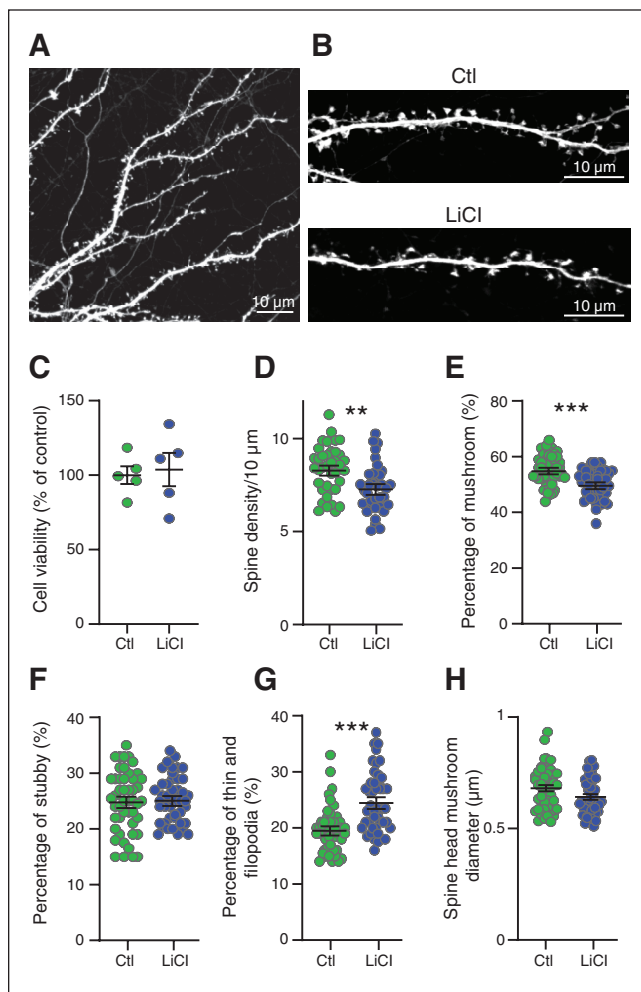 A
10 µm
B
Ctl
10 µm
LiCl
10 µm
C
Cell viability (% of control)
150
100
50
0
Ctl
LiCl
D
Spine density/10 µm
**
10
5
0
Ctl
LiCl
E
Percentage of mushroom (%)
***
80
60
40
20
0
Ctl
LiCl
F
Percentage of stubby (%)
40
30
20
10
0
Ctl
LiCl
G
Percentage of thin and
filopodia (%)
***
40
30
20
10
0
Ctl
LiCl
H
Spine head mushroom
diameter (µm)
1
0.5
0
Ctl
LiCl